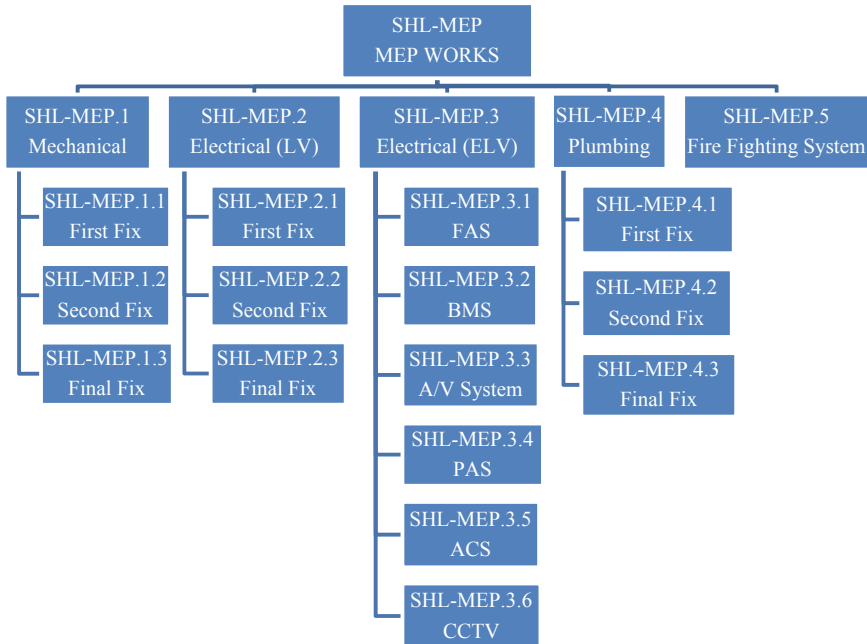 SHL-MEP
MEP WORKS
SHL-MEP.1
Mechanical
SHL-MEP.1.1
First Fix
SHL-MEP.1.2
Second Fix
SHL-MEP.1.3
Final Fix
SHL-MEP.2
Electrical (LV)
SHL-MEP.2.1
First Fix
SHL-MEP.2.2
Second Fix
SHL-MEP.2.3
Final Fix
SHL-MEP.3
Electrical (ELV)
SHL-MEP.3.1
FAS
SHL-MEP.3.2
BMS
SHL-MEP.3.3
A/V System
SHL-MEP.3.4
PAS
SHL-MEP.3.5
ACS
SHL-MEP.3.6
CCTV
SHL-MEP.4
Plumbing
SHL-MEP.4.1
First Fix
SHL-MEP.4.2
Second Fix
SHL-MEP.4.3
Final Fix
SHL-MEP.5
Fire Fighting System